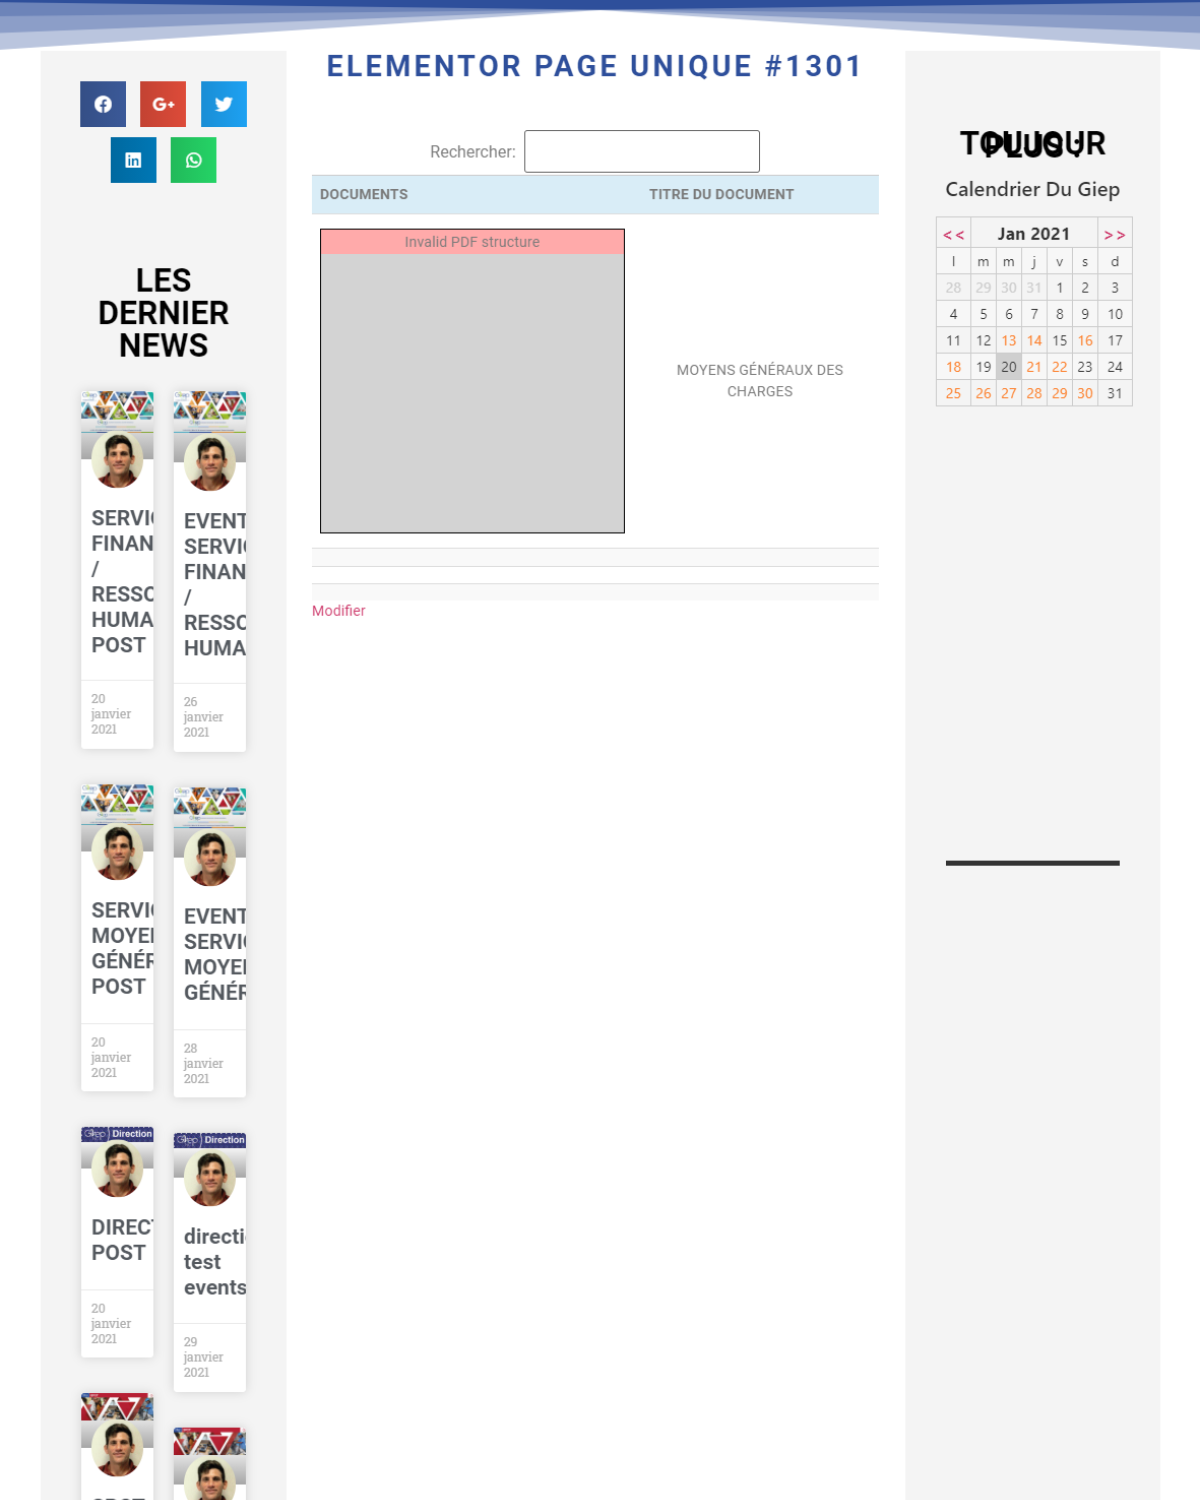 ELEMENTOR PAGE UNIQUE #1301
LES
DERNIER
NEWS
SERVI
FINAN
/
RESSO
HUMA
POST
20
janvier
2021
EVENT
SERVI
FINAN
/
RESSO
HUMA
26
janvier
2021
SERVI
MOYE
GÉNÉR
POST
20
janvier
2021
EVENT
SERVI
MOYE
GÉNÉR
28
janvier
2021
Giep Direction
DIREC
POST
20
janvier
2021
Giep Direction
directi
test
events
29
janvier
2021
Rechercher:
DOCUMENTS TITRE DU DOCUMENT
Invalid PDF structure
MOYENS GÉNÉRAUX DES
CHARGES
Modifier
TOUJOUR
PLUS :
Calendrier Du Giep
<< Jan 2021 >>
l m m j v s d
28 29 30 31 1 2 3
4 5 6 7 8 9 10
11 12 13 14 15 16 17
18 19 20 21 22 23 24
25 26 27 28 29 30 31